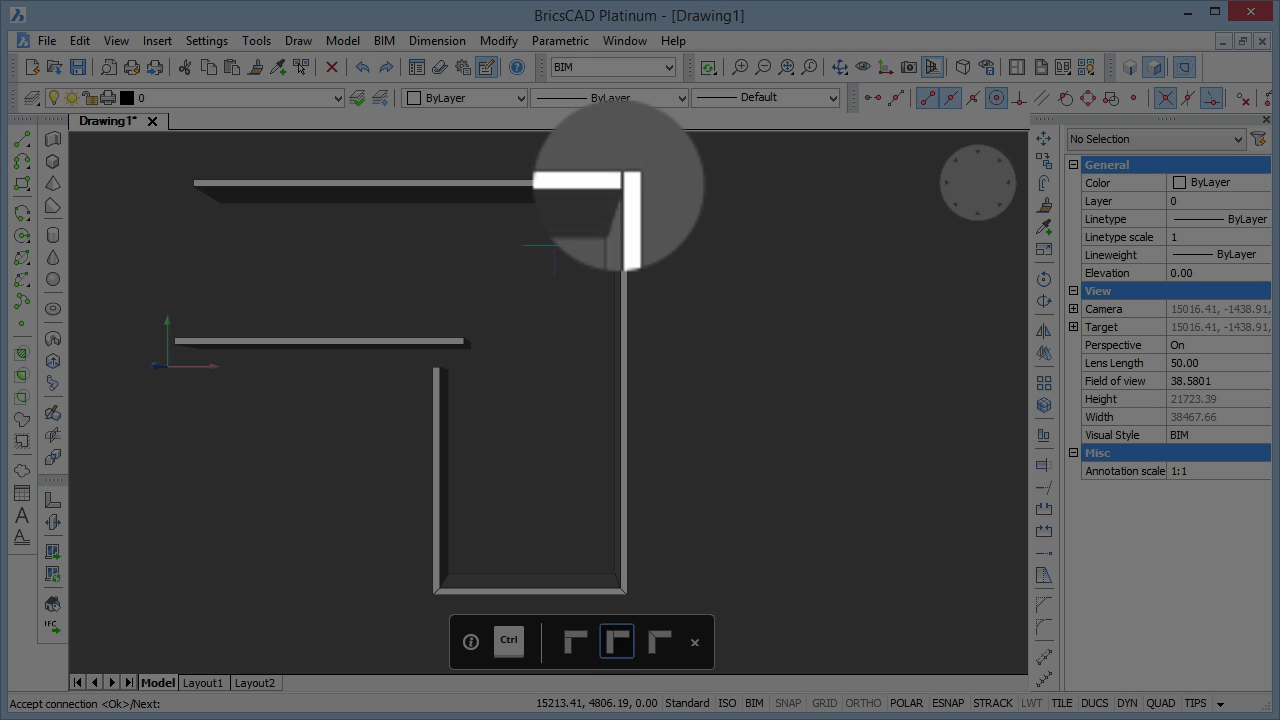 BricsCAD Platinum - [Drawing1]
File Edit View Insert Settings Tools Draw Model BIM Dimension Modify Parametric Window Help
BIM
0 ByLayer ByLayer Default
Drawing1*
No Selection
General
Color ByLayer
Layer 0
Linetype ByLayer
Linetype scale 1
Lineweight ByLayer
Elevation 0.00
View
Camera 15016.41, -1438.91,
Target 15016.41, -1438.91,
Perspective On
Lens Length 50.00
Field of view 38.5801
Height 21723.39
Width 38467.66
Visual Style BIM
Misc
Annotation scale 1:1
IFC
Ctrl
Model Layout1 Layout2
Accept connection <Ok>/Next: 15213.41, 4806.19, 0.00 Standard ISO BIM SNAP GRID ORTHO POLAR ESNAP STRACK LWT TILE DUCS DYN QUAD TIPS